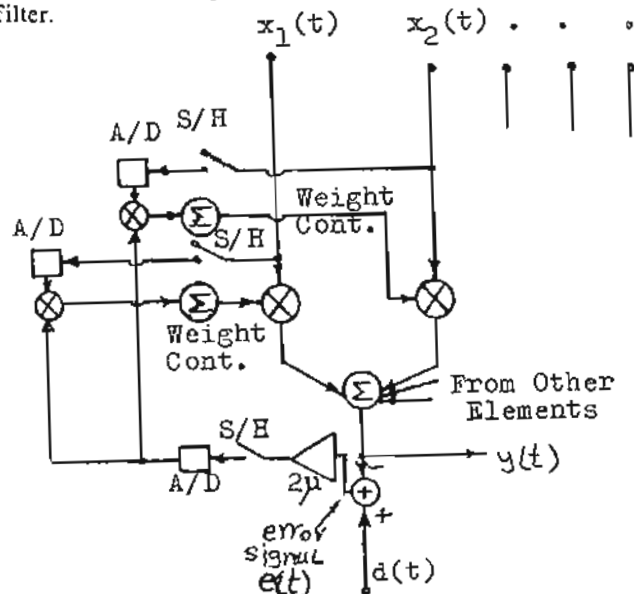 filter.
x₁(t)
x₂(t)
S/H
A/D
Σ
Weight
Cont.
A/D
S/H
Σ
Weight
Cont.
Σ
From Other
Elements
S/H
2μ
A/D
y(t)
−
+
+
error
signal
e(t)
d(t)